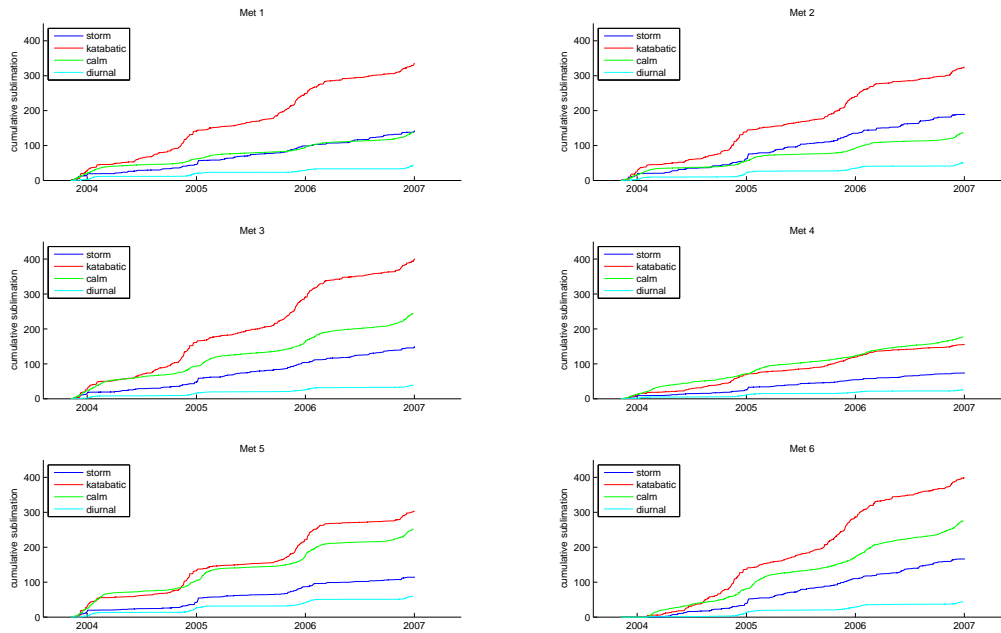 Met 1
cumulative sublimation
400
300
200
100
0
storm
katabatic
calm
diurnal
2004 2005 2006 2007
Met 2
cumulative sublimation
400
300
200
100
0
storm
katabatic
calm
diurnal
2004 2005 2006 2007
Met 3
cumulative sublimation
400
300
200
100
0
storm
katabatic
calm
diurnal
2004 2005 2006 2007
Met 4
cumulative sublimation
400
300
200
100
0
storm
katabatic
calm
diurnal
2004 2005 2006 2007
Met 5
cumulative sublimation
400
300
200
100
0
storm
katabatic
calm
diurnal
2004 2005 2006 2007
Met 6
cumulative sublimation
400
300
200
100
0
storm
katabatic
calm
diurnal
2004 2005 2006 2007